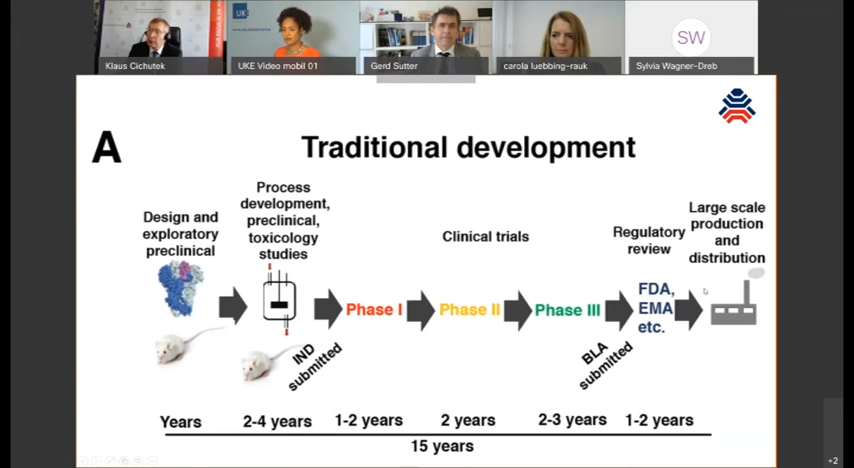 UKE
Klaus Cichutek
UKE Video mobil 01
Gerd Sutter
carola luebbing-rauk
SW
Sylvia Wagner-Dreb
A
Traditional development
Design and
exploratory
preclinical
Process
development,
preclinical,
toxicology
studies
Clinical trials
Regulatory
review
Large scale
production
and
distribution
IND
submitted
Phase I
Phase II
Phase III
BLA
submitted
FDA,
EMA
etc.
Years
2-4 years
1-2 years
2 years
2-3 years
1-2 years
15 years
+2